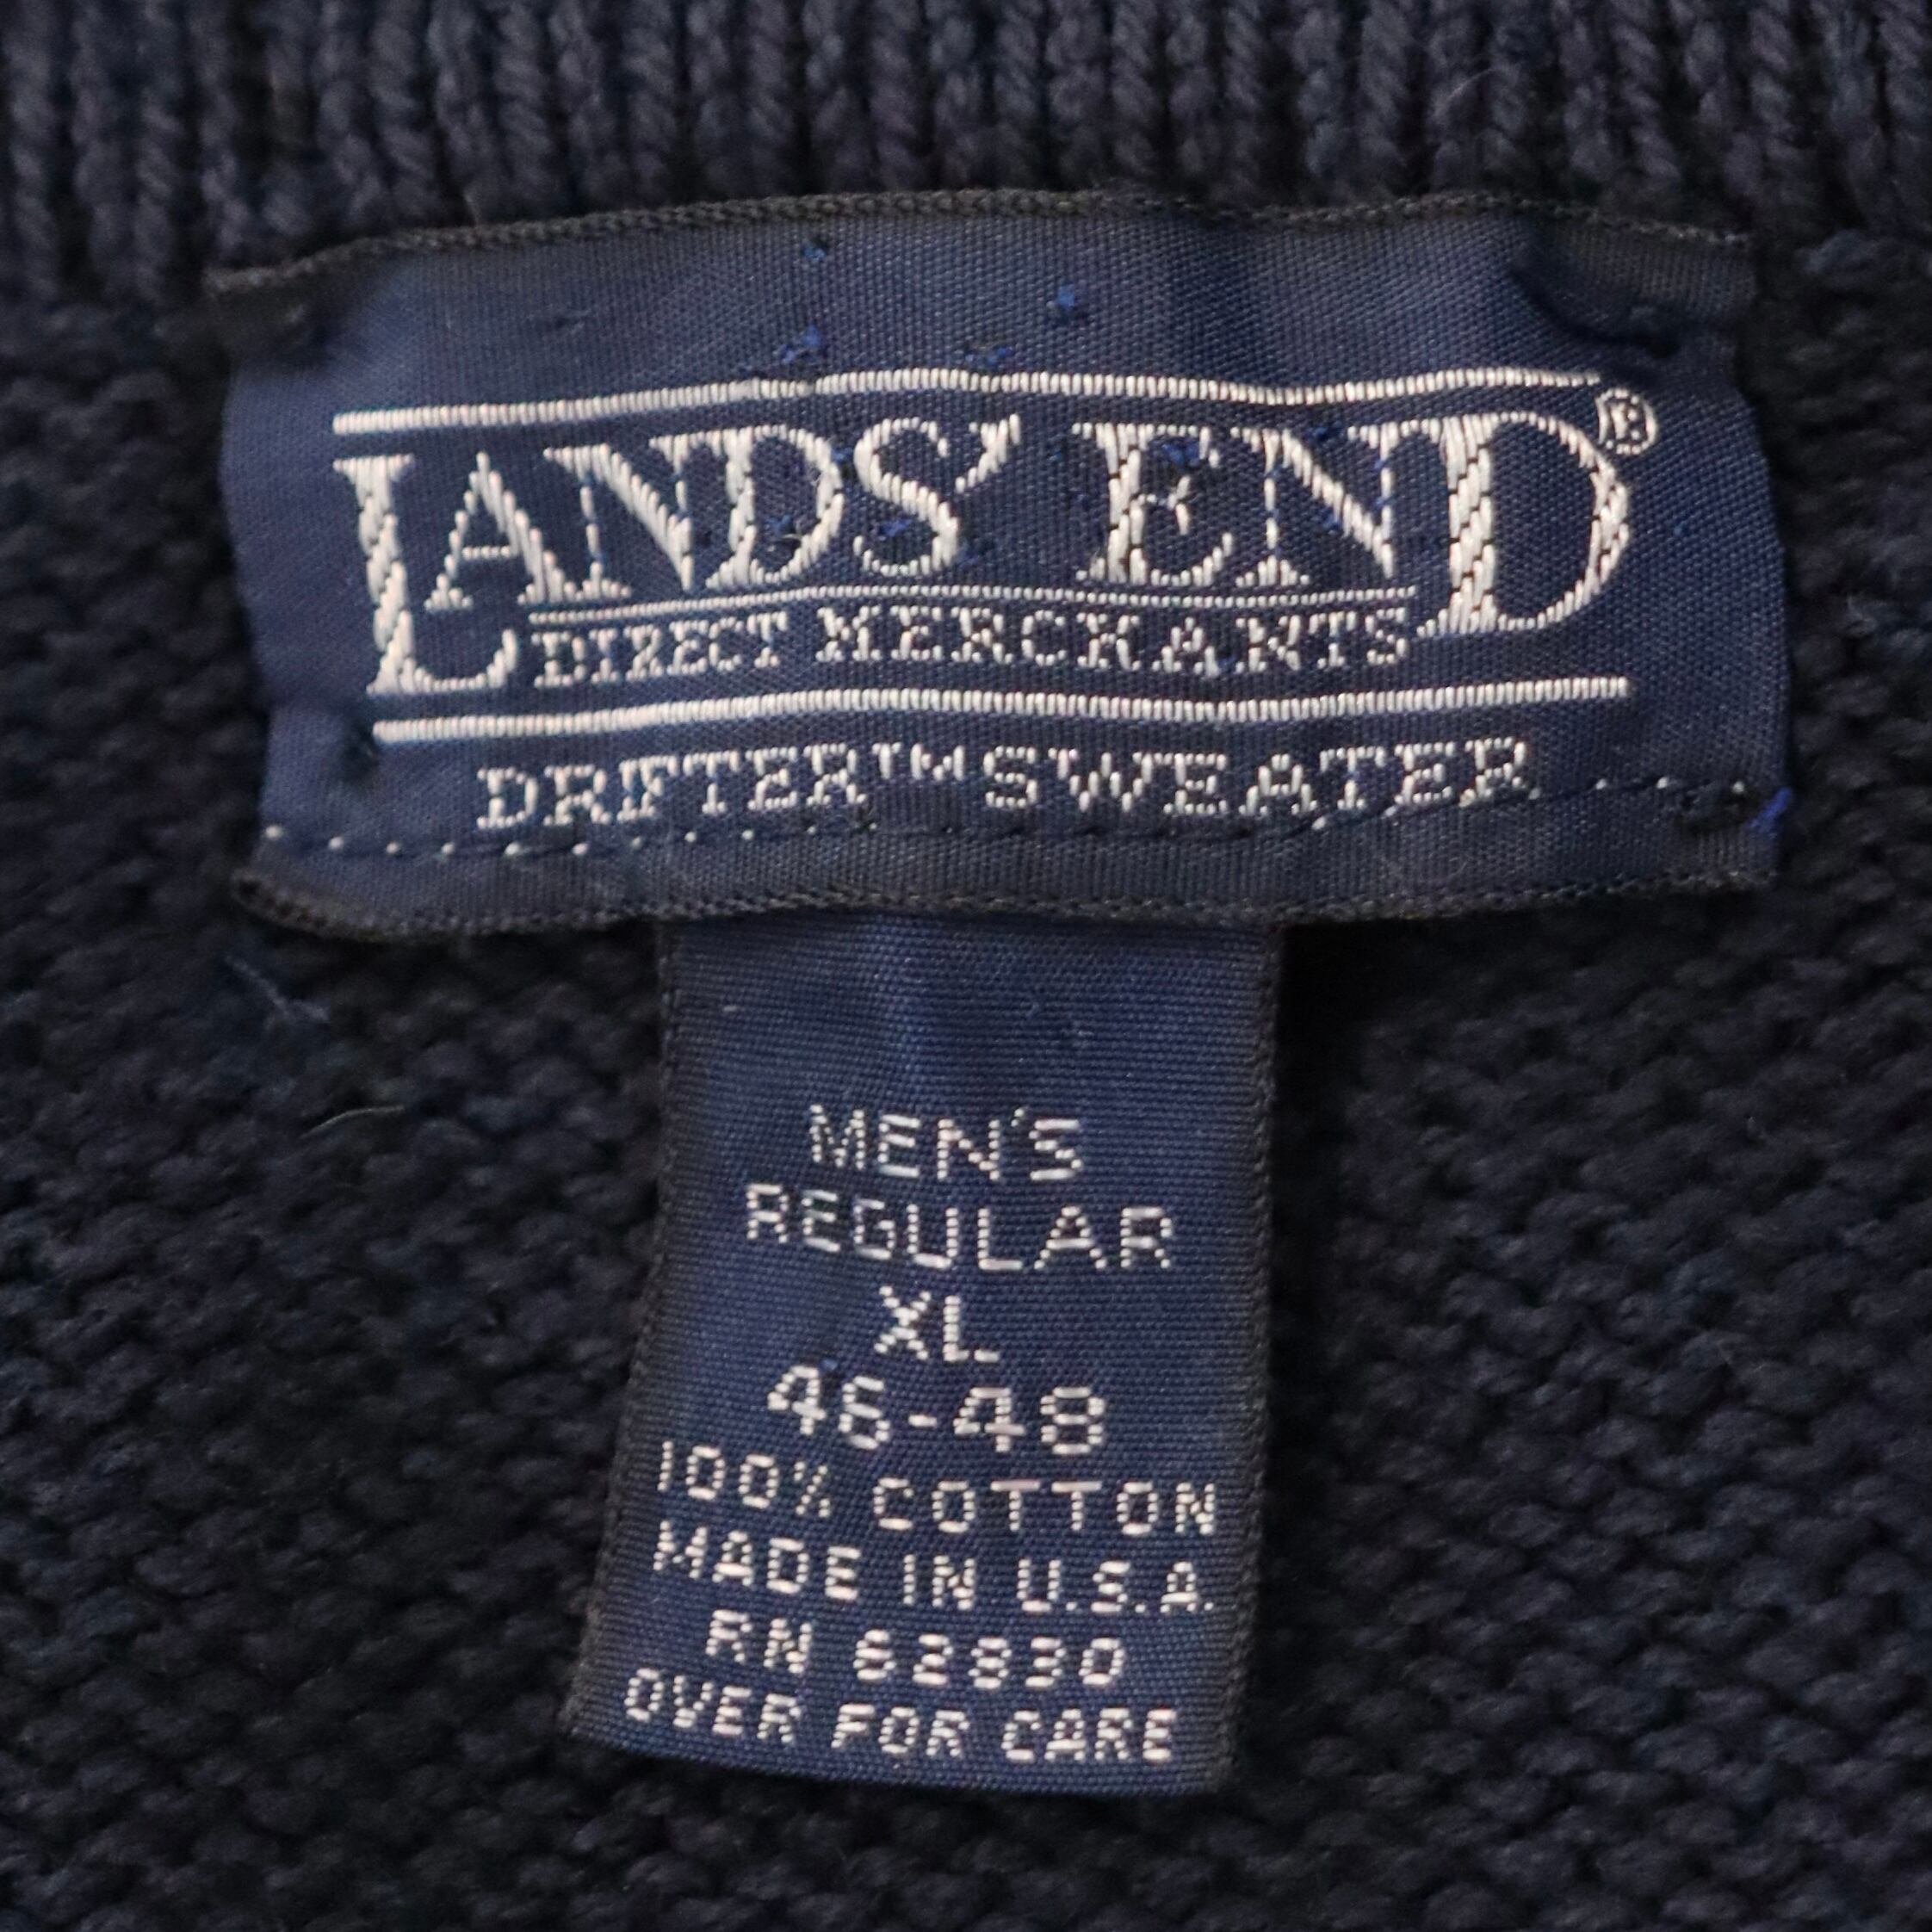 LANDS' END®
DIRECT MERCHANTS
DRIFTER™ SWEATER
MEN'S
REGULAR
XL
46-48
100% COTTON
MADE IN U.S.A.
RN 62830
OVER FOR CARE